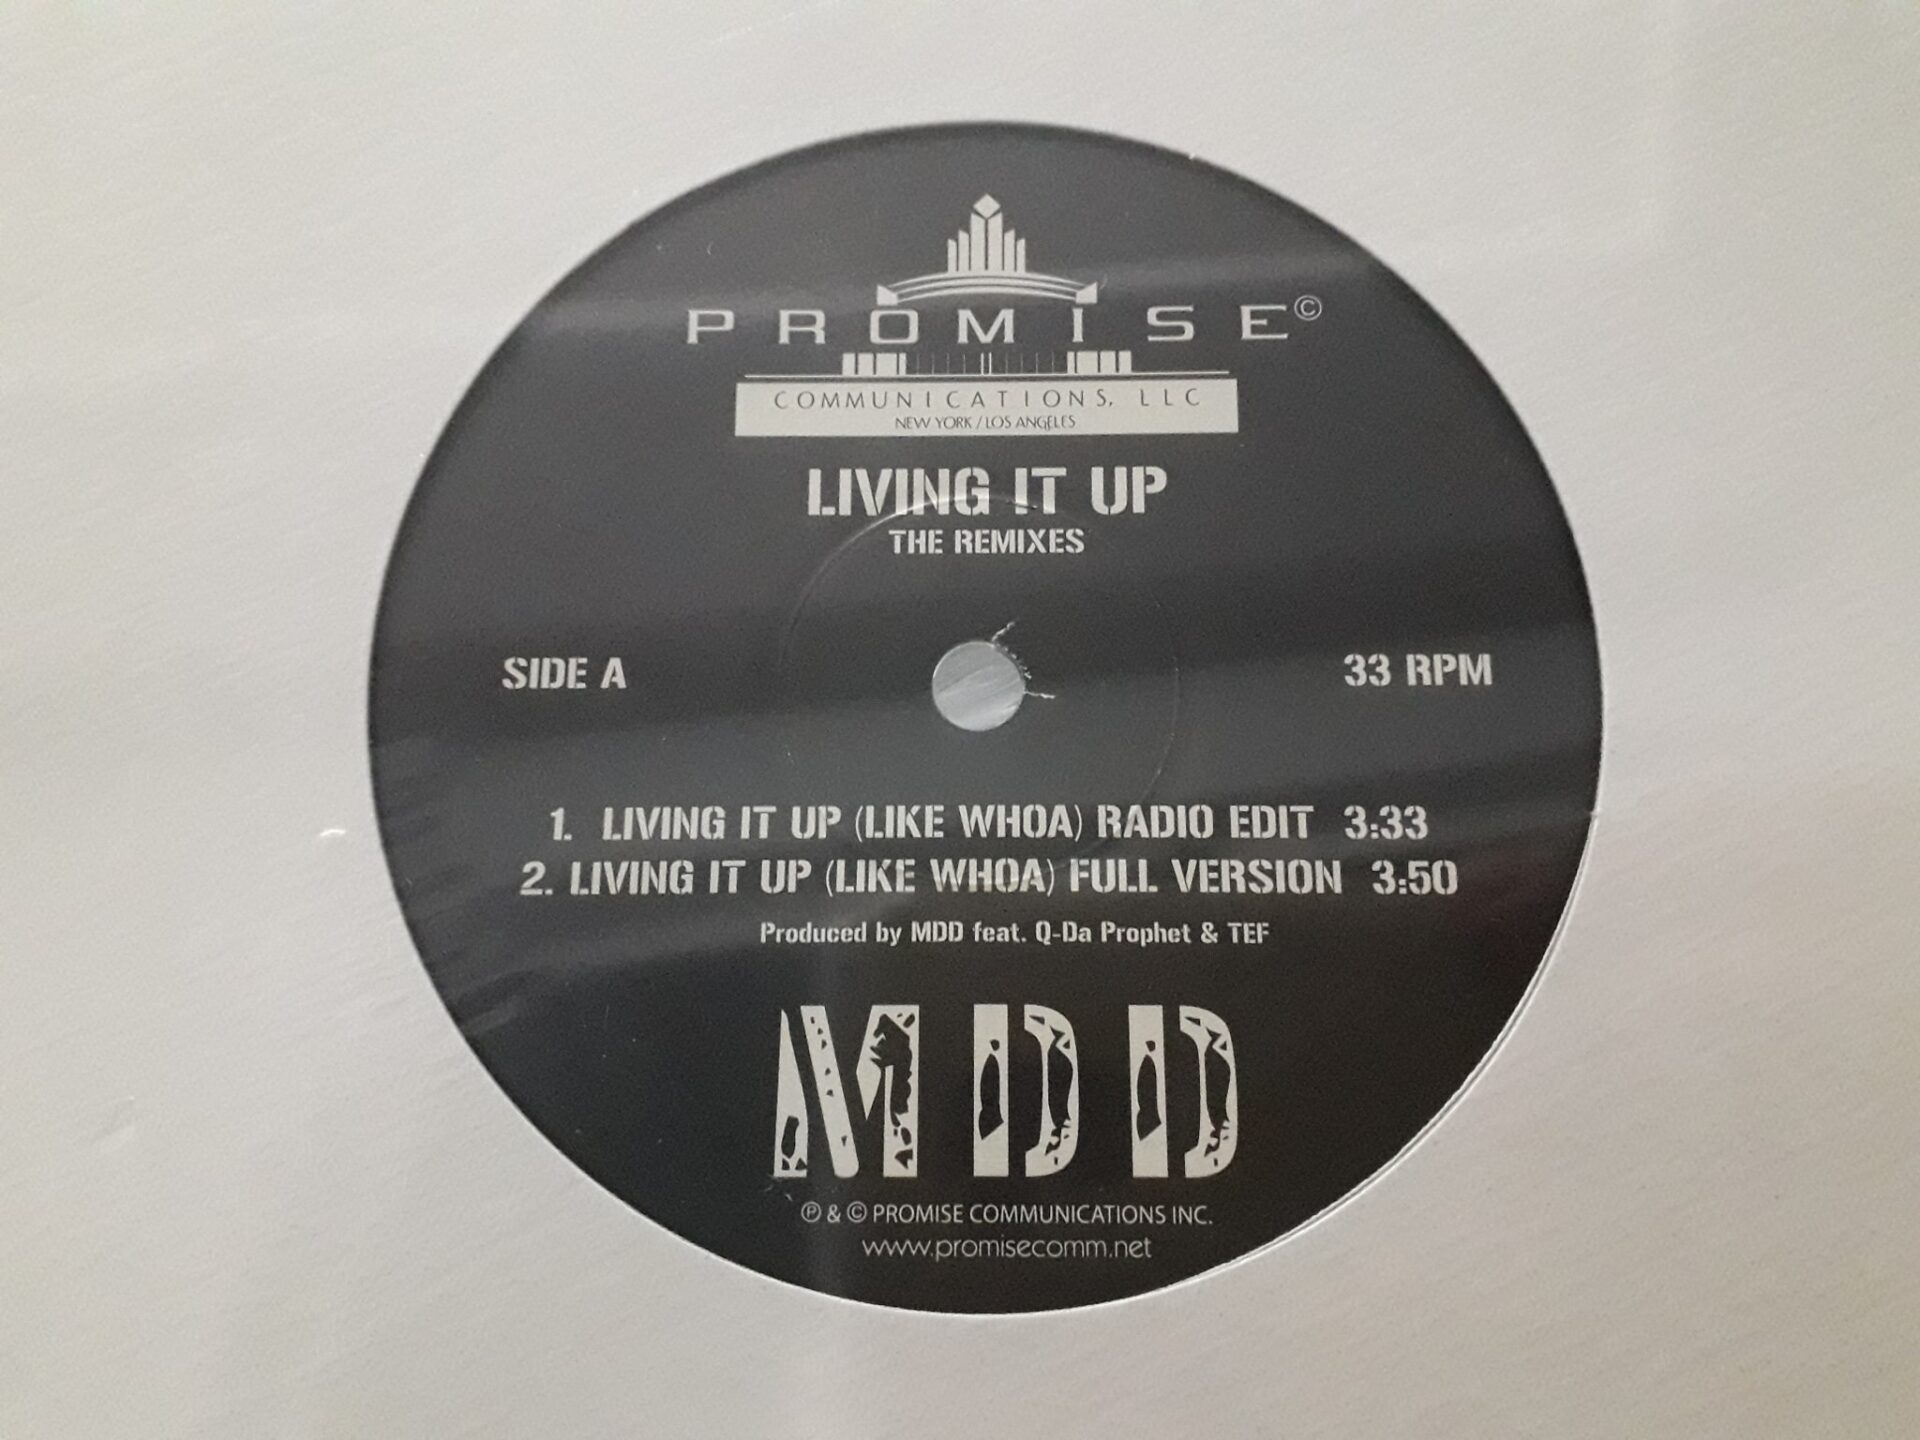 PROMISE©
COMMUNICATIONS, LLC
NEW YORK / LOS ANGELES
LIVING IT UP
THE REMIXES
SIDE A
33 RPM
1. LIVING IT UP (LIKE WHOA) RADIO EDIT 3:33
2. LIVING IT UP (LIKE WHOA) FULL VERSION 3:50
Produced by MDD feat. Q-Da Prophet & TEF
MDD
℗ & © PROMISE COMMUNICATIONS INC.
www.promisecomm.net